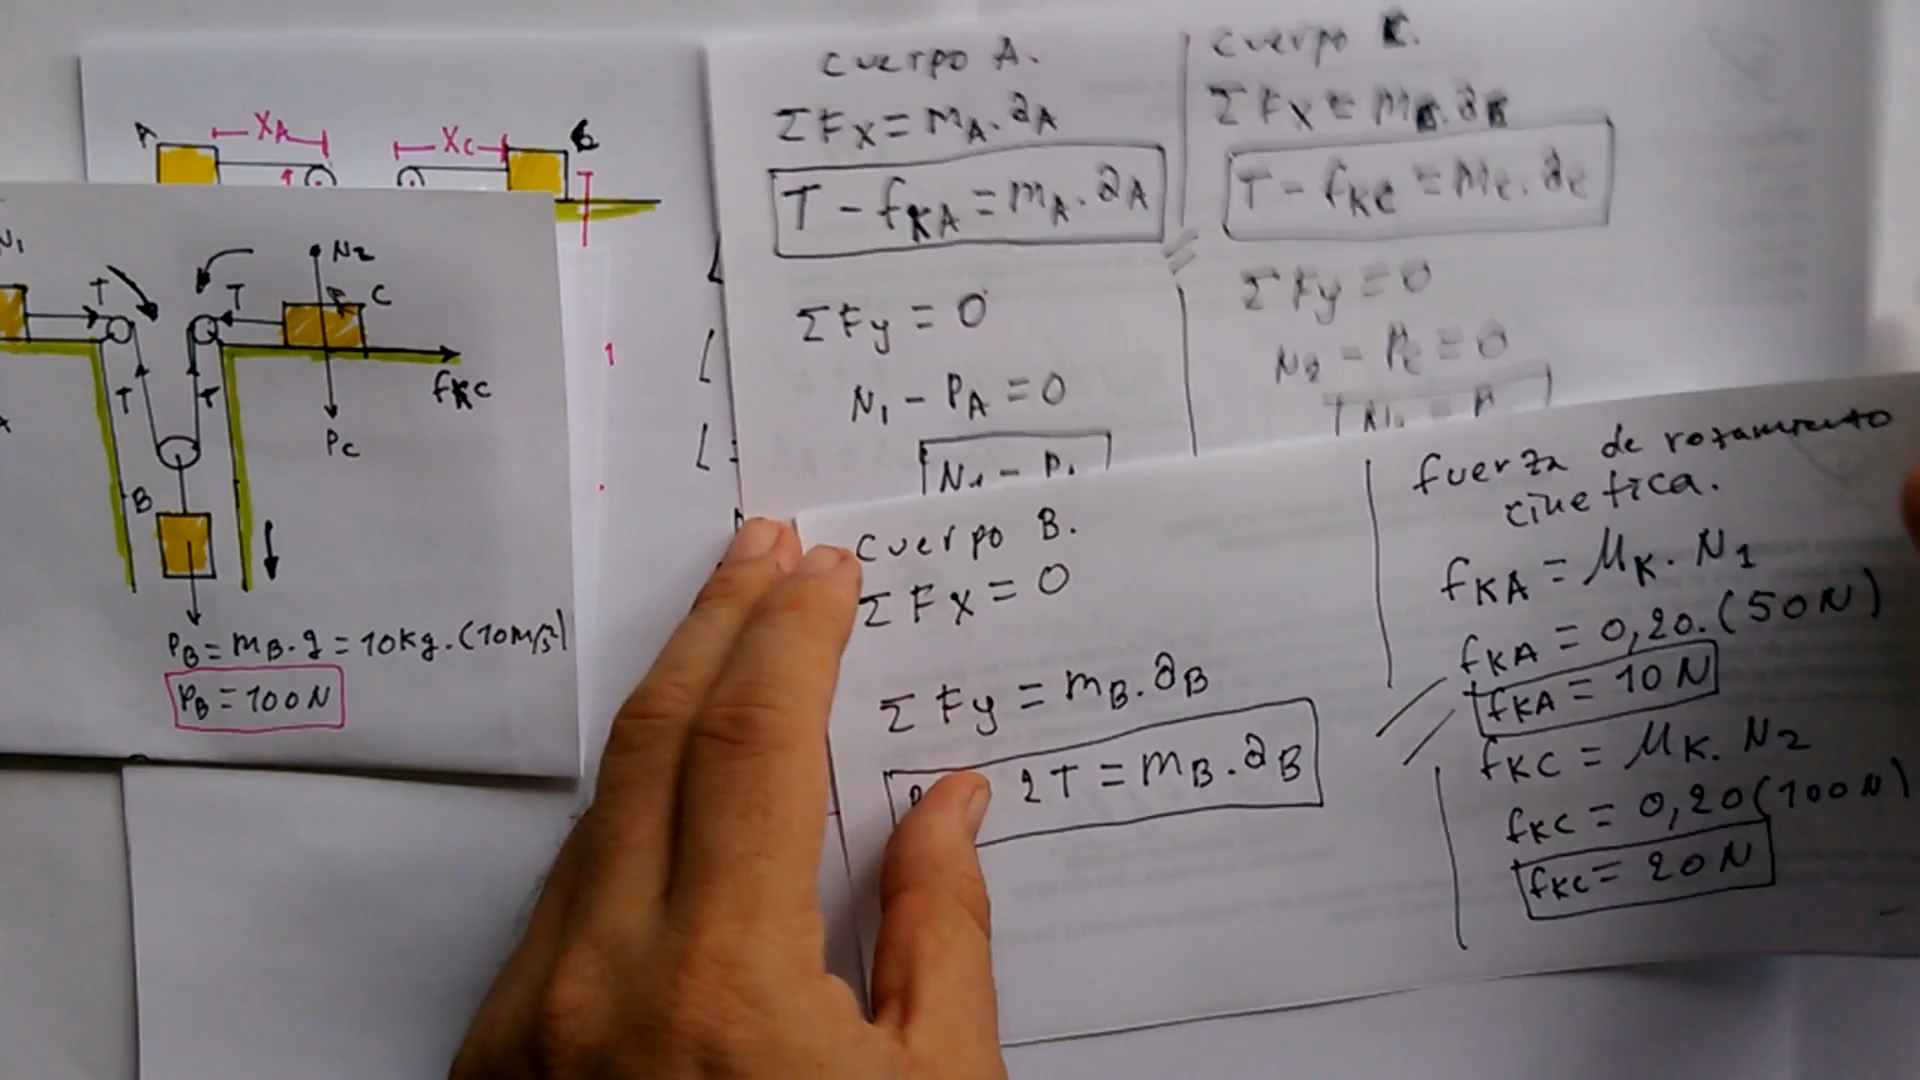 A XA XC C
N1
T T N2
C
T T
fKC
PC
B
PB = mB.g = 10Kg.(10m/s²)
PB = 100N
cuerpo A.
ΣFx = mA.aA
T - fKA = mA.aA
ΣFy = 0
N1 - PA = 0
cuerpo C.
T - fKC = mC.aC
ΣFy = 0
N2 - PC = 0
cuerpo B.
ΣFx = 0
ΣFy = mB.aB
2T = mB.aB
fuerza de rozamiento
cinetica.
fKA = μK.N1
fKA = 0,20.(50N)
fKA = 10N
fKC = μK.N2
fKC = 0,20(100N)
fKC = 20N